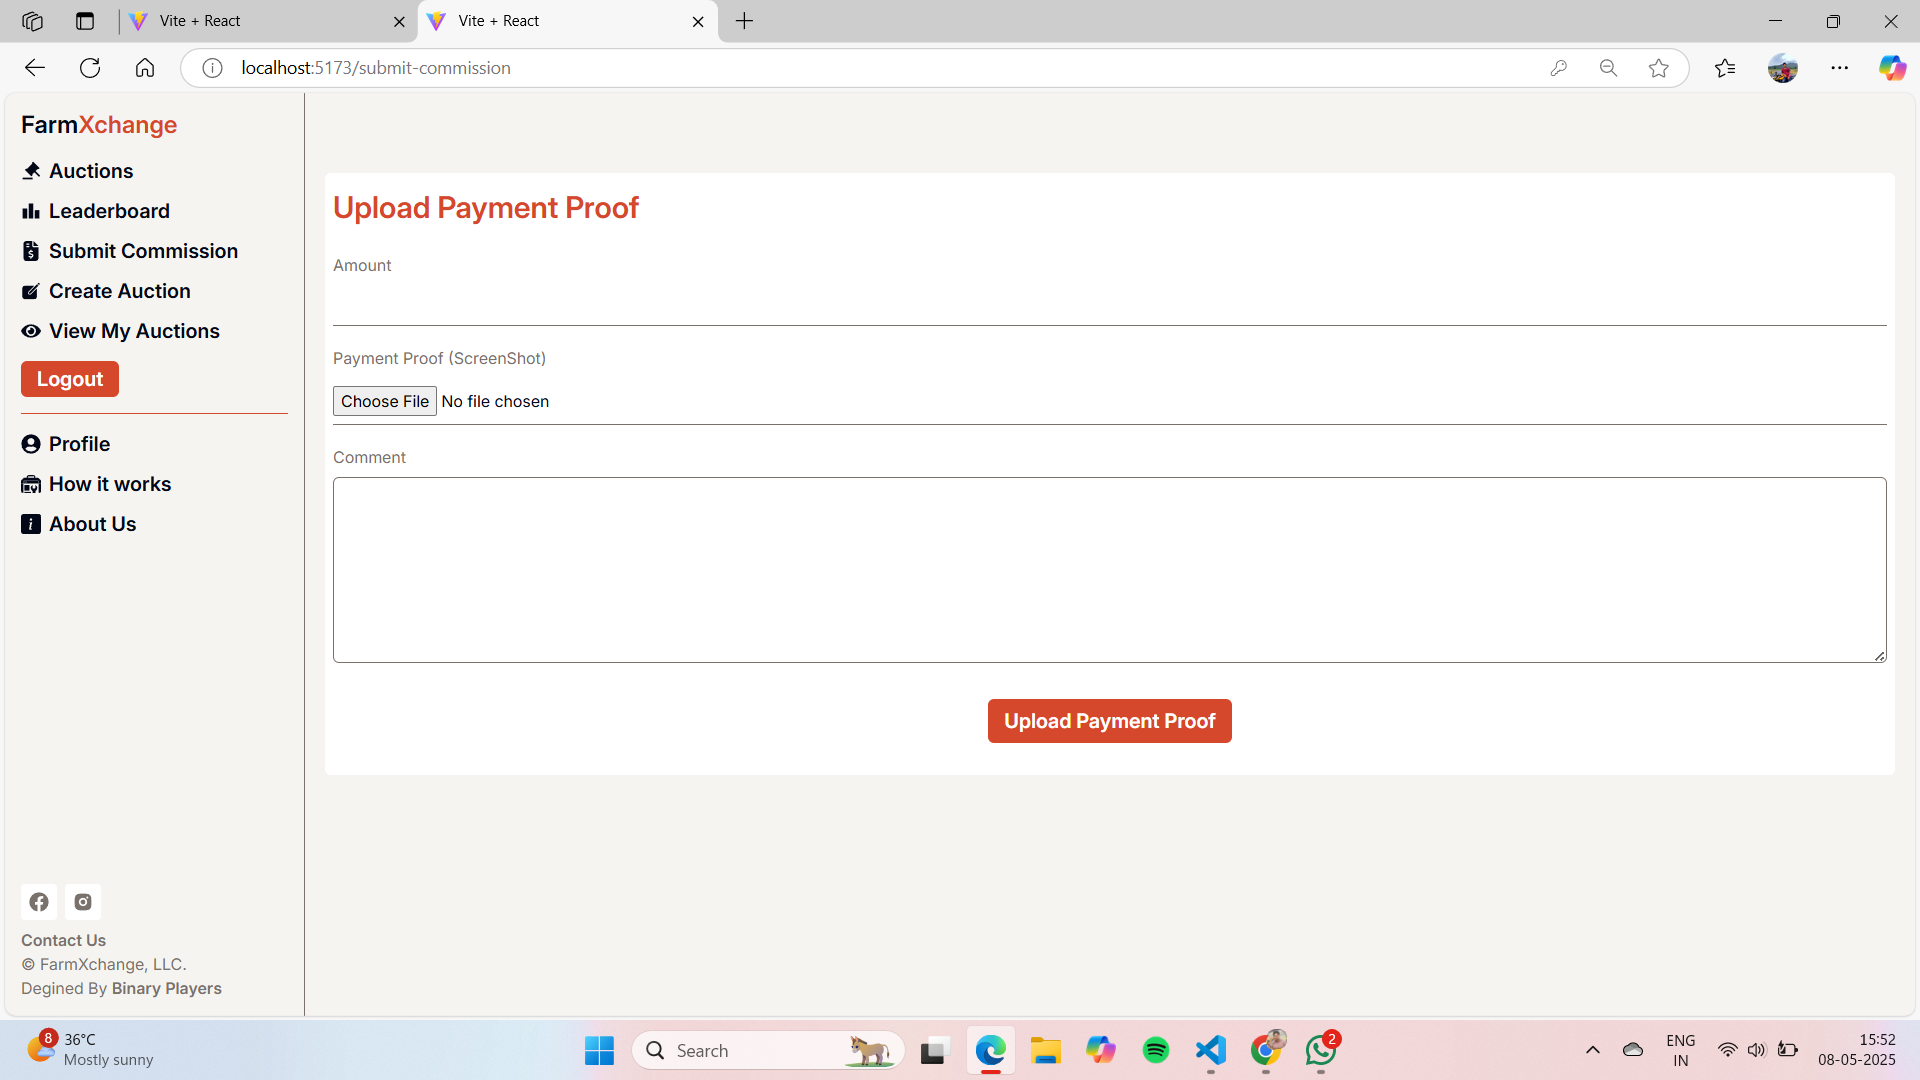 Vite + React
Vite + React
localhost:5173/submit-commission
FarmXchange
Auctions
Leaderboard
Submit Commission
Create Auction
View My Auctions
Logout
Profile
How it works
About Us
Contact Us
© FarmXchange, LLC.
Degined By Binary Players
Upload Payment Proof
Amount
Payment Proof (ScreenShot)
Choose File No file chosen
Comment
Upload Payment Proof
8
36°C
Mostly sunny
Search
2
ENG
IN
15:52
08-05-2025